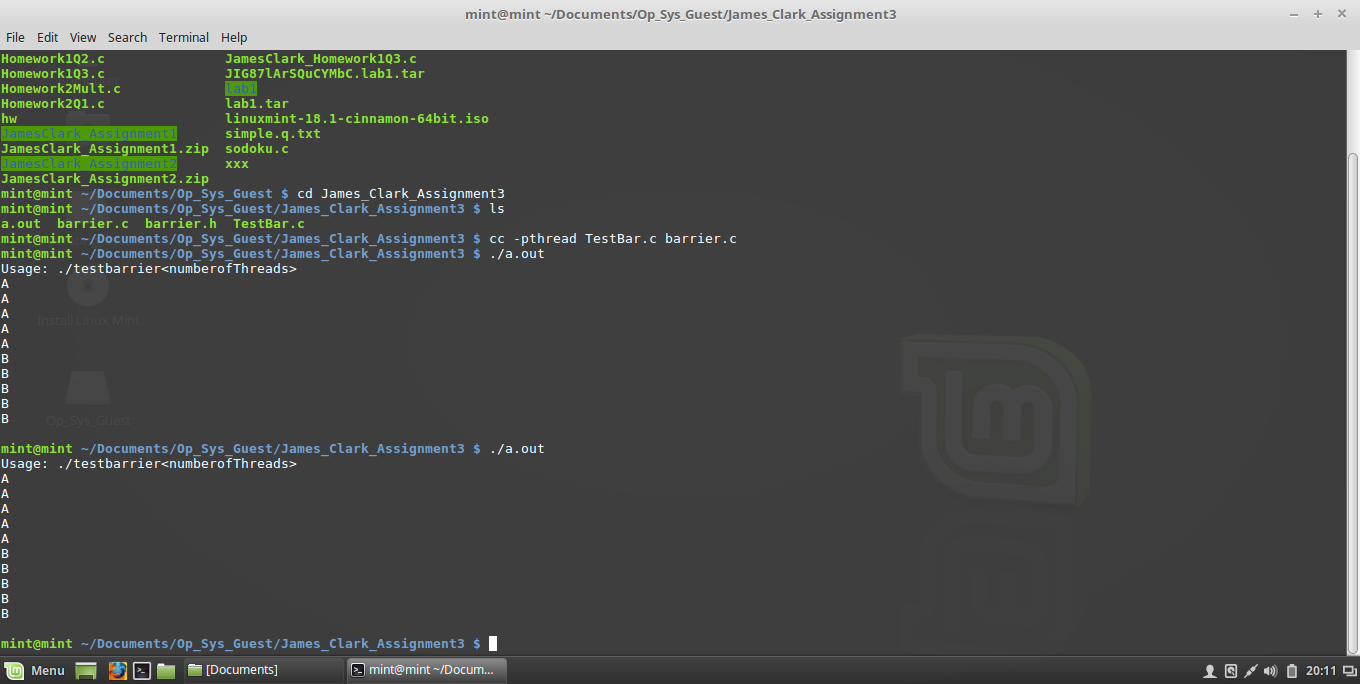 mint@mint ~/Documents/Op_Sys_Guest/James_Clark_Assignment3
File Edit View Search Terminal Help
Homework1Q2.c JamesClark_Homework1Q3.c
Homework1Q3.c JIG87lArSQuCYMbC.lab1.tar
Homework2Mult.c lab1
Homework2Q1.c lab1.tar
hw linuxmint-18.1-cinnamon-64bit.iso
JamesClark_Assignment1 simple.q.txt
JamesClark_Assignment1.zip sodoku.c
JamesClark_Assignment2 xxx
JamesClark_Assignment2.zip
mint@mint ~/Documents/Op_Sys_Guest $ cd James_Clark_Assignment3
mint@mint ~/Documents/Op_Sys_Guest/James_Clark_Assignment3 $ ls
a.out barrier.c barrier.h TestBar.c
mint@mint ~/Documents/Op_Sys_Guest/James_Clark_Assignment3 $ cc -pthread TestBar.c barrier.c
mint@mint ~/Documents/Op_Sys_Guest/James_Clark_Assignment3 $ ./a.out
Usage: ./testbarrier<numberofThreads>
A
A
A
Install Linux Mint
A
A
B
B
B
B
B
Op_Sys_Guest
mint@mint ~/Documents/Op_Sys_Guest/James_Clark_Assignment3 $ ./a.out
Usage: ./testbarrier<numberofThreads>
A
A
A
A
A
B
B
B
B
B
mint@mint ~/Documents/Op_Sys_Guest/James_Clark_Assignment3 $
Menu [Documents] mint@mint ~/Docum... 20:11